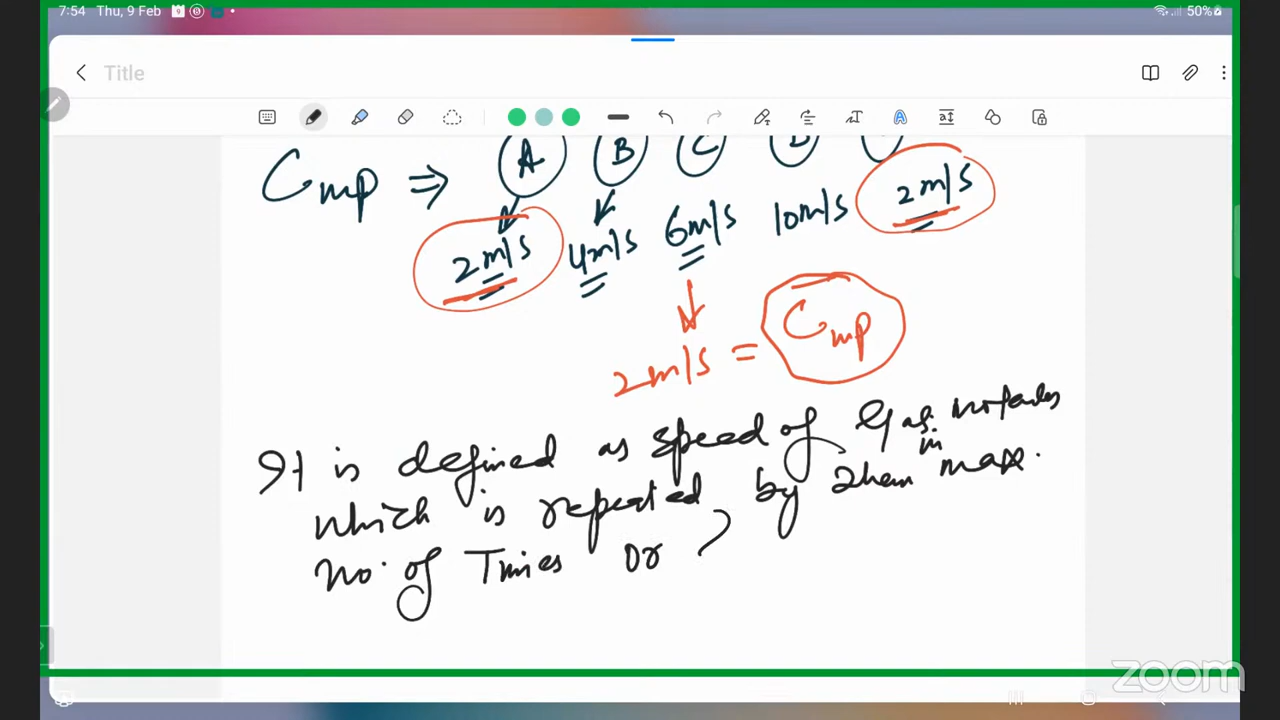 7:54 Thu, 9 Feb
50%
Title
Cmp ⇒ A B C D
2m/s 4m/s 6m/s 10m/s 2m/s
2m/s = Cmp
It is defined as speed of Gas
in
which is repeated by them max.
No. of Times or
zoom